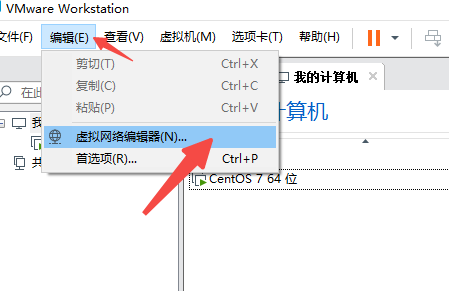 VMware Workstation
文件(F) 编辑(E) 查看(V) 虚拟机(M) 选项卡(T) 帮助(H)
剪切(T) Ctrl+X
复制(C) Ctrl+C
粘贴(P) Ctrl+V
虚拟网络编辑器(N)...
首选项(R)... Ctrl+P
在此
我
共
我的计算机
计算机
CentOS 7 64 位